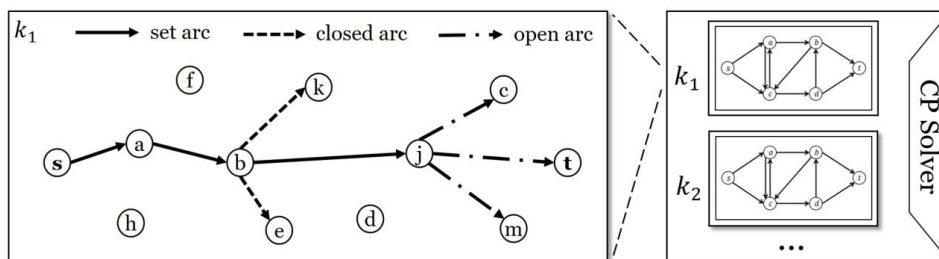 k₁ set arc closed arc open arc
f
k
c
a
s
b
j
t
h
e
d
m
k₁
a b
s t
c d
k₂
a b
s t
c d
...
CP Solver